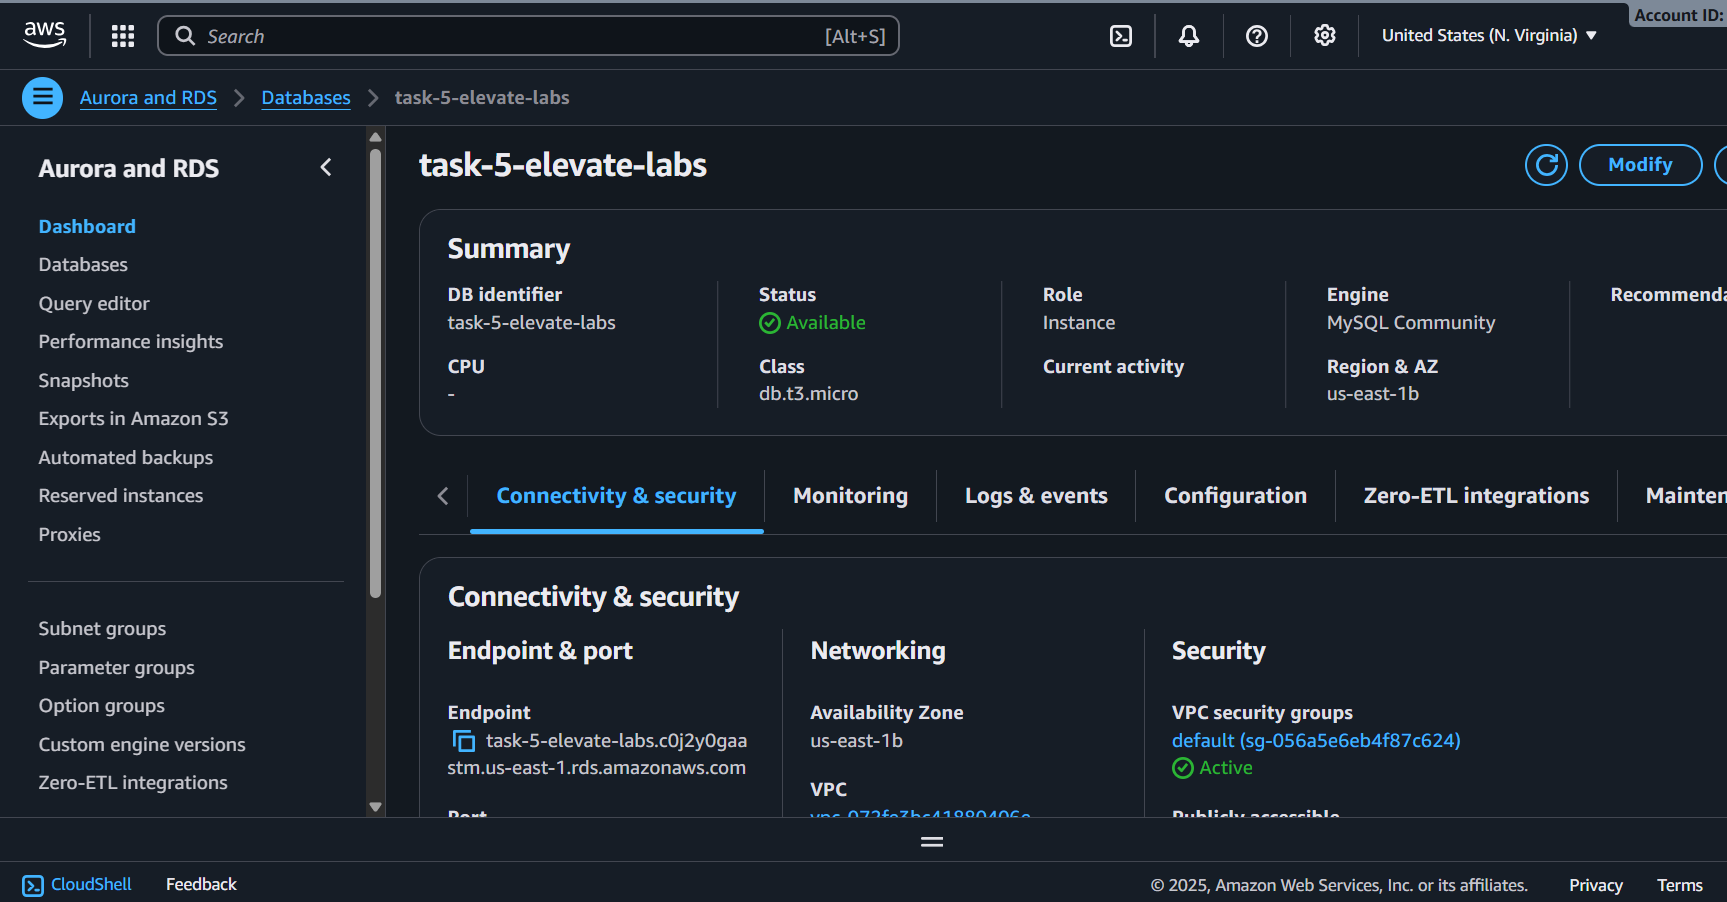 Account ID:
aws
Search [Alt+S]
United States (N. Virginia)
Aurora and RDS
Databases
task-5-elevate-labs
Aurora and RDS
Dashboard
Databases
Query editor
Performance insights
Snapshots
Exports in Amazon S3
Automated backups
Reserved instances
Proxies
Subnet groups
Parameter groups
Option groups
Custom engine versions
Zero-ETL integrations
task-5-elevate-labs
Modify
Summary
DB identifier
task-5-elevate-labs
CPU
-
Status
Available
Class
db.t3.micro
Role
Instance
Current activity
Engine
MySQL Community
Region & AZ
us-east-1b
Recommenda
Connectivity & security
Monitoring
Logs & events
Configuration
Zero-ETL integrations
Mainten
Connectivity & security
Endpoint & port
Endpoint
task-5-elevate-labs.c0j2y0gaa
stm.us-east-1.rds.amazonaws.com
Port
Networking
Availability Zone
us-east-1b
VPC
Security
VPC security groups
default (sg-056a5e6eb4f87c624)
Active
Publicly accessible
CloudShell
Feedback
© 2025, Amazon Web Services, Inc. or its affiliates.
Privacy
Terms